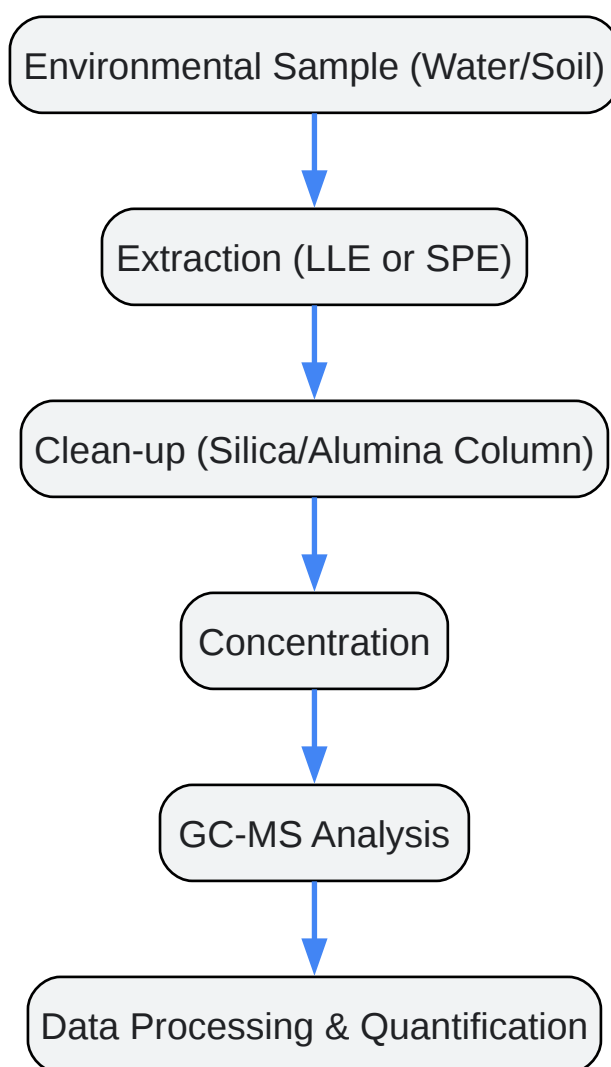 Environmental Sample (Water/Soil)
Extraction (LLE or SPE)
Clean-up (Silica/Alumina Column)
Concentration
GC-MS Analysis
Data Processing & Quantification